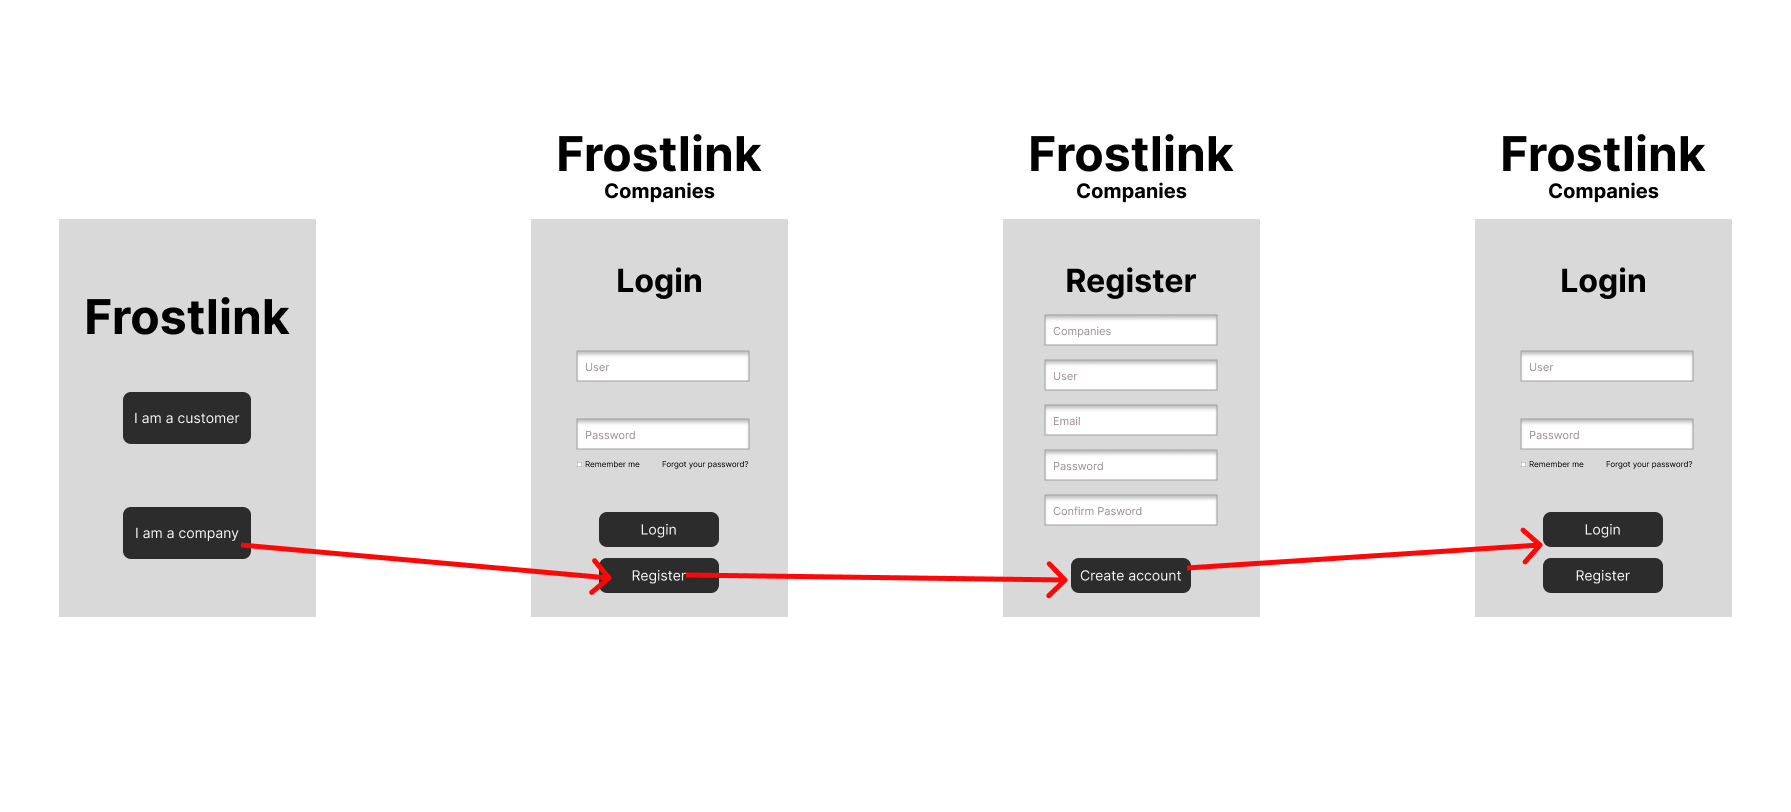 Frostlink
I am a customer
I am a company
Frostlink
Companies
Login
User
Password
Remember me Forgot your password?
Login
Register
Frostlink
Companies
Register
Companies
User
Email
Password
Confirm Pasword
Create account
Frostlink
Companies
Login
User
Password
Remember me Forgot your password?
Login
Register